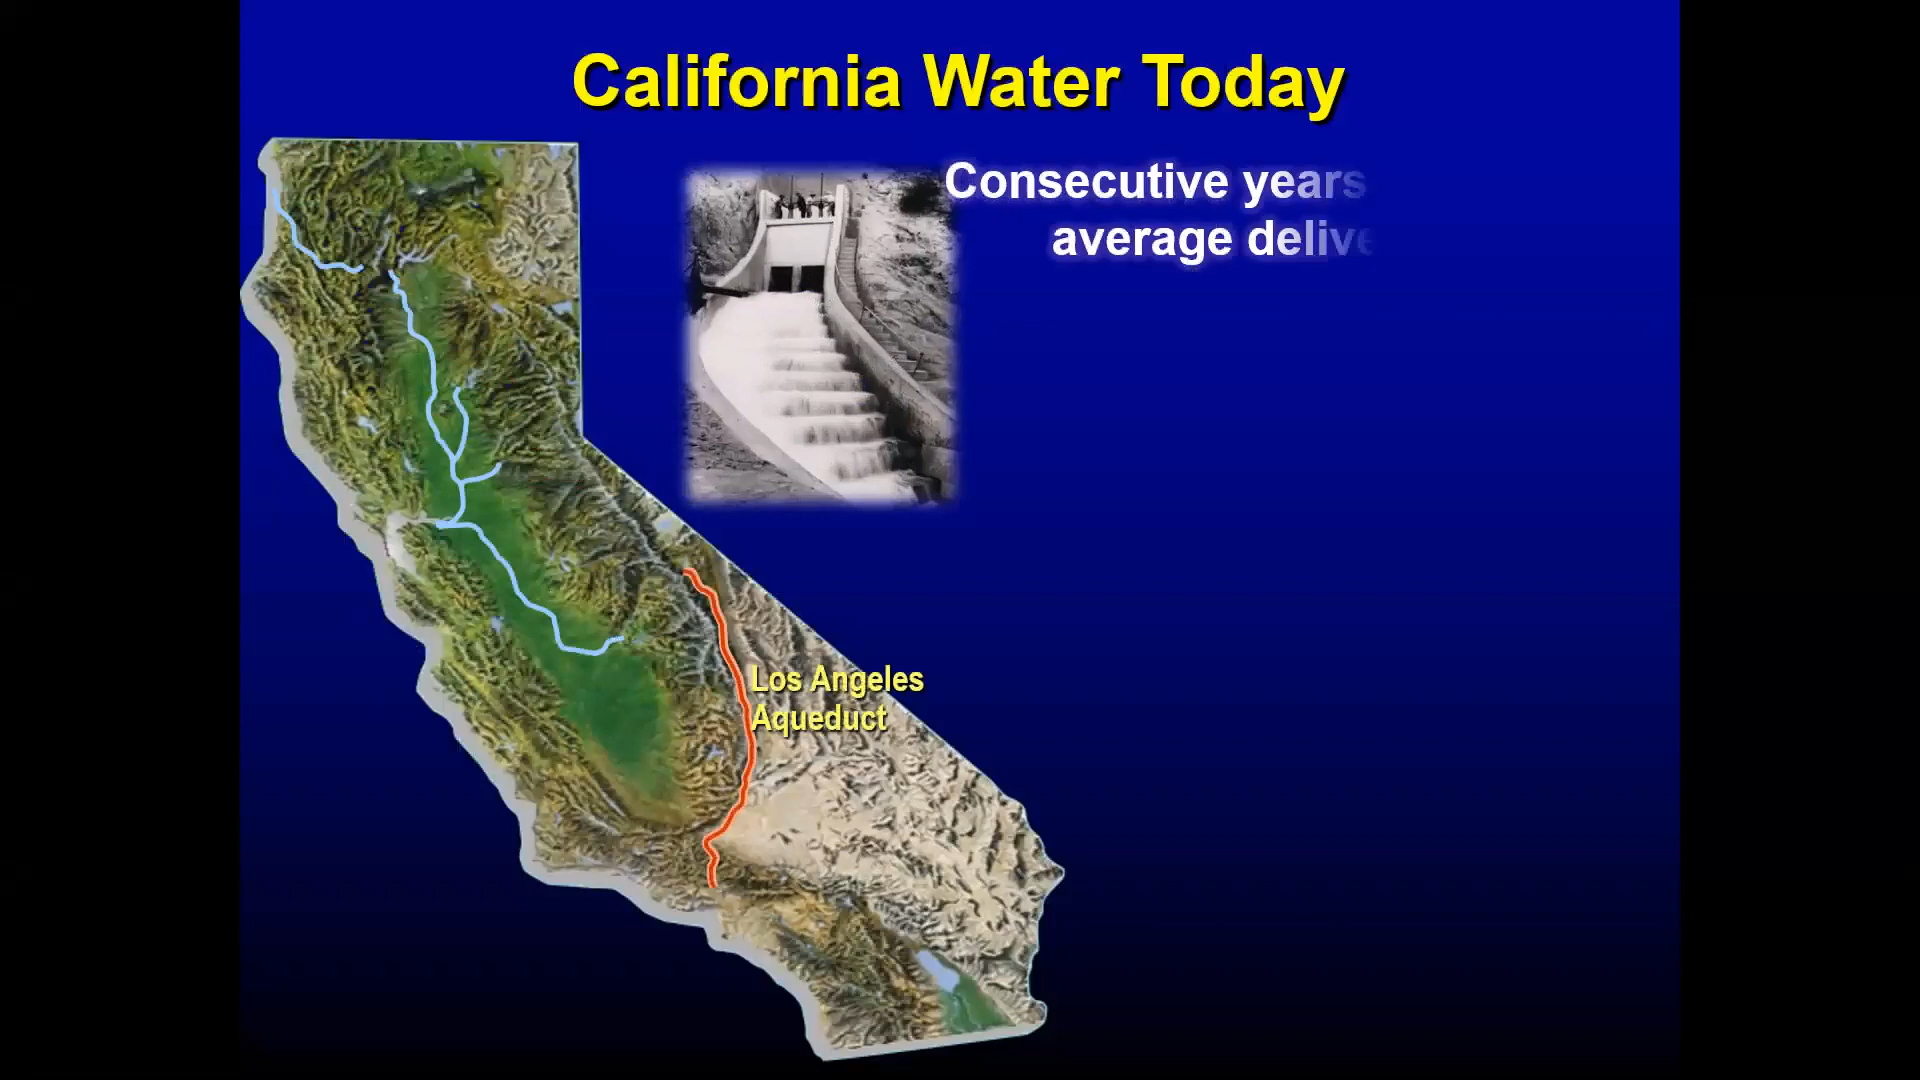 California Water Today
Consecutive years
average delive
Los Angeles
Aqueduct